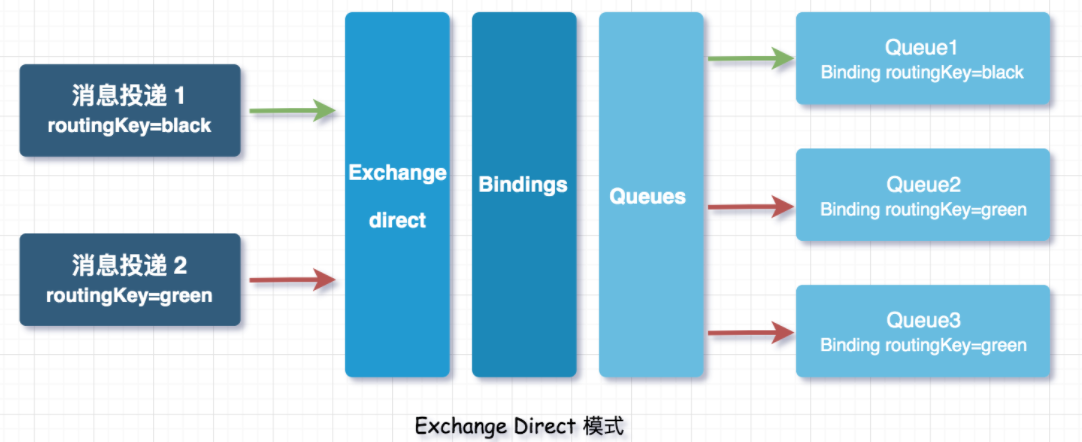 消息投递 1
routingKey=black
消息投递 2
routingKey=green
Exchange
direct
Bindings
Queues
Queue1
Binding routingKey=black
Queue2
Binding routingKey=green
Queue3
Binding routingKey=green
Exchange Direct 模式